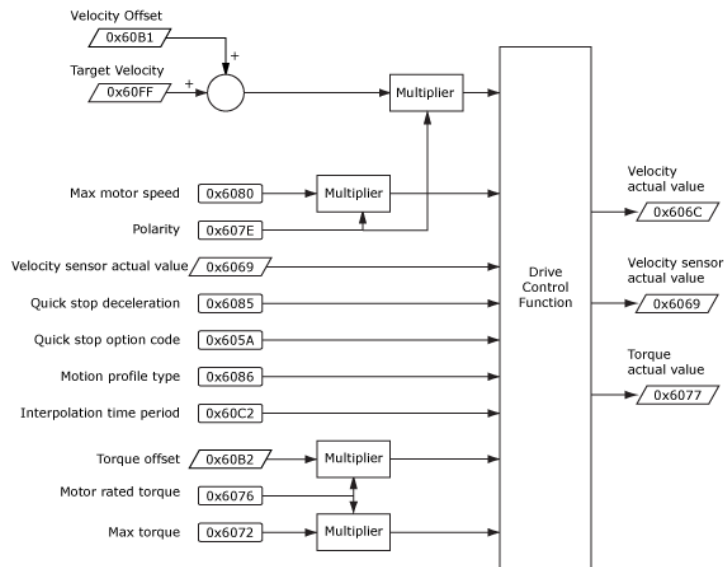 Velocity Offset
0x60B1
+
Target Velocity
+
0x60FF
Multiplier
Max motor speed
0x6080
Multiplier
Polarity
0x607E
Velocity sensor actual value
0x6069
Quick stop deceleration
0x6085
Quick stop option code
0x605A
Motion profile type
0x6086
Interpolation time period
0x60C2
Torque offset
0x60B2
Multiplier
Motor rated torque
0x6076
Max torque
0x6072
Multiplier
Drive
Control
Function
Velocity
actual value
0x606C
Velocity sensor
actual value
0x6069
Torque
actual value
0x6077